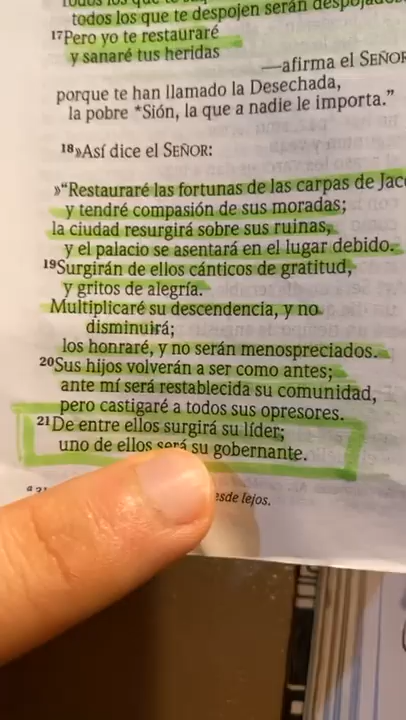 todos los que te despojen serán despojados
17Pero yo te restauraré
y sanaré tus heridas
—afirma el SEÑOR
porque te han llamado la Desechada,
la pobre *Sión, la que a nadie le importa.”
18»Así dice el SEÑOR:
»“Restauraré las fortunas de las carpas de Jac
y tendré compasión de sus moradas;
la ciudad resurgirá sobre sus ruinas,
y el palacio se asentará en el lugar debido.
19Surgirán de ellos cánticos de gratitud,
y gritos de alegría.
Multiplicaré su descendencia, y no
disminuirá;
los honraré, y no serán menospreciados.
20Sus hijos volverán a ser como antes;
ante mí será restablecida su comunidad,
pero castigaré a todos sus opresores.
21De entre ellos surgirá su líder;
uno de ellos será su gobernante.
esde lejos.